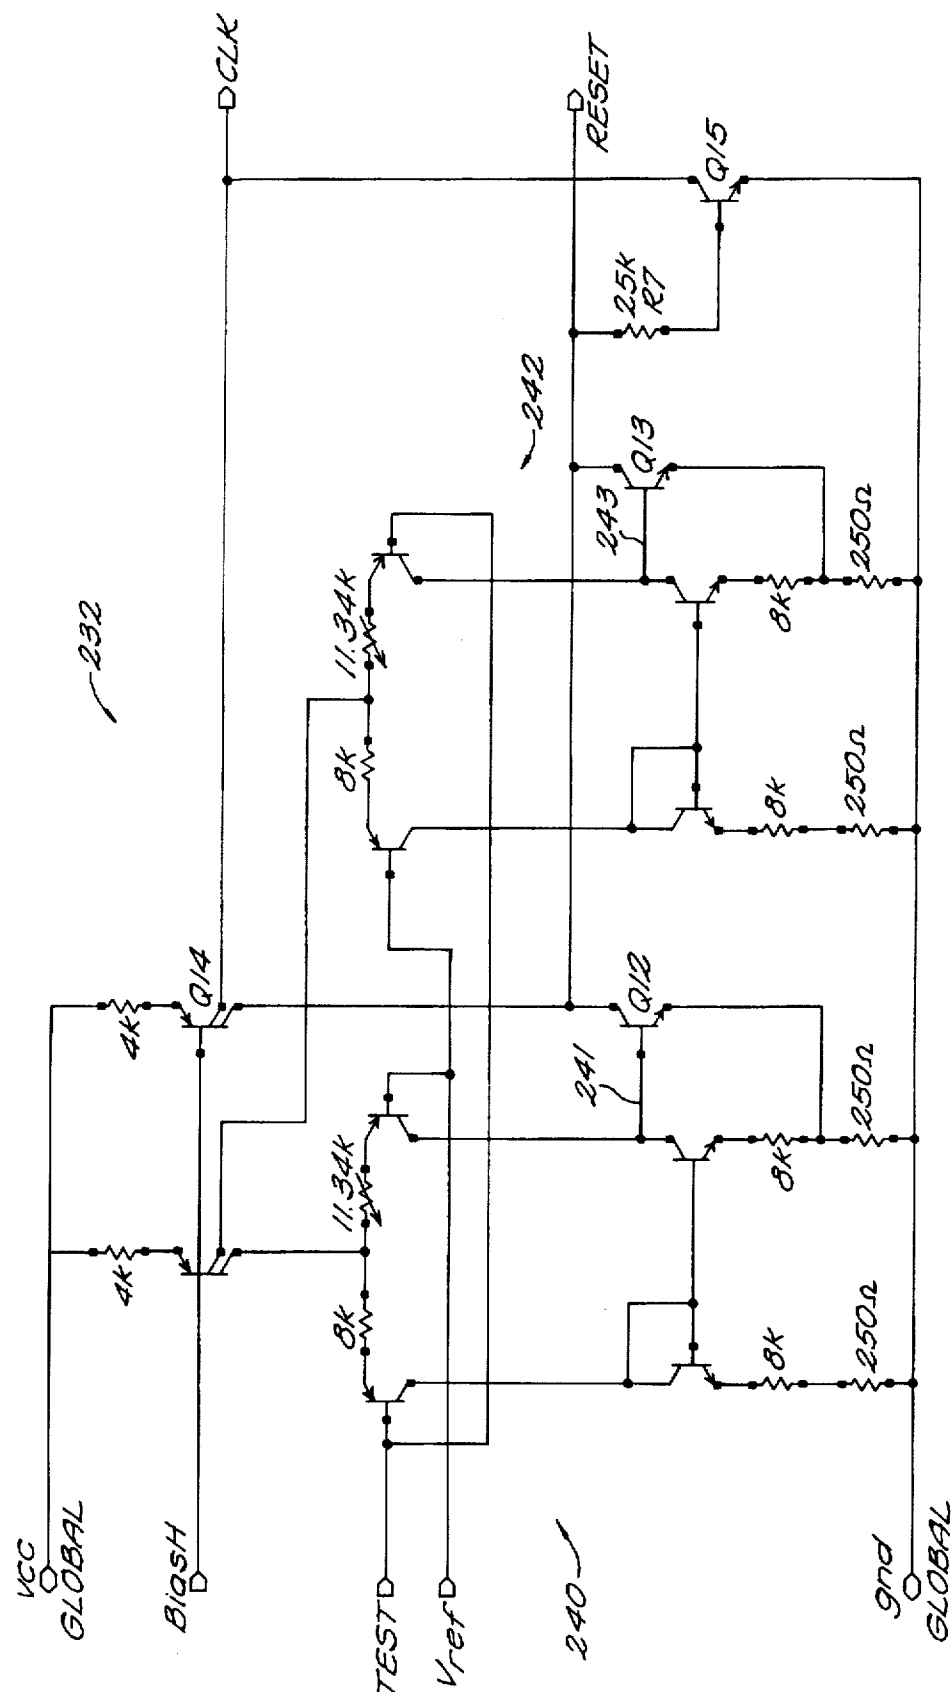 VCC
GLOBAL
232
4K
4K
BiasH
Q14
CLK
8K
11.34K
8K
11.34K
TEST
Vref
242
240
241
243
RESET
Q12
Q13
25K
R7
Q15
8K
8K
8K
8K
250Ω
250Ω
250Ω
250Ω
gnd
GLOBAL